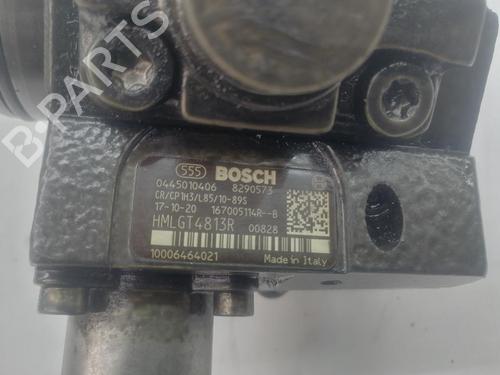 B-PARTS
555 BOSCH
0445010406 8290573
CR/CP1H3/L85/10-89S
17-10-20 167005114R--B
HMLGT4813R 00828
10006464021 Made in Italy